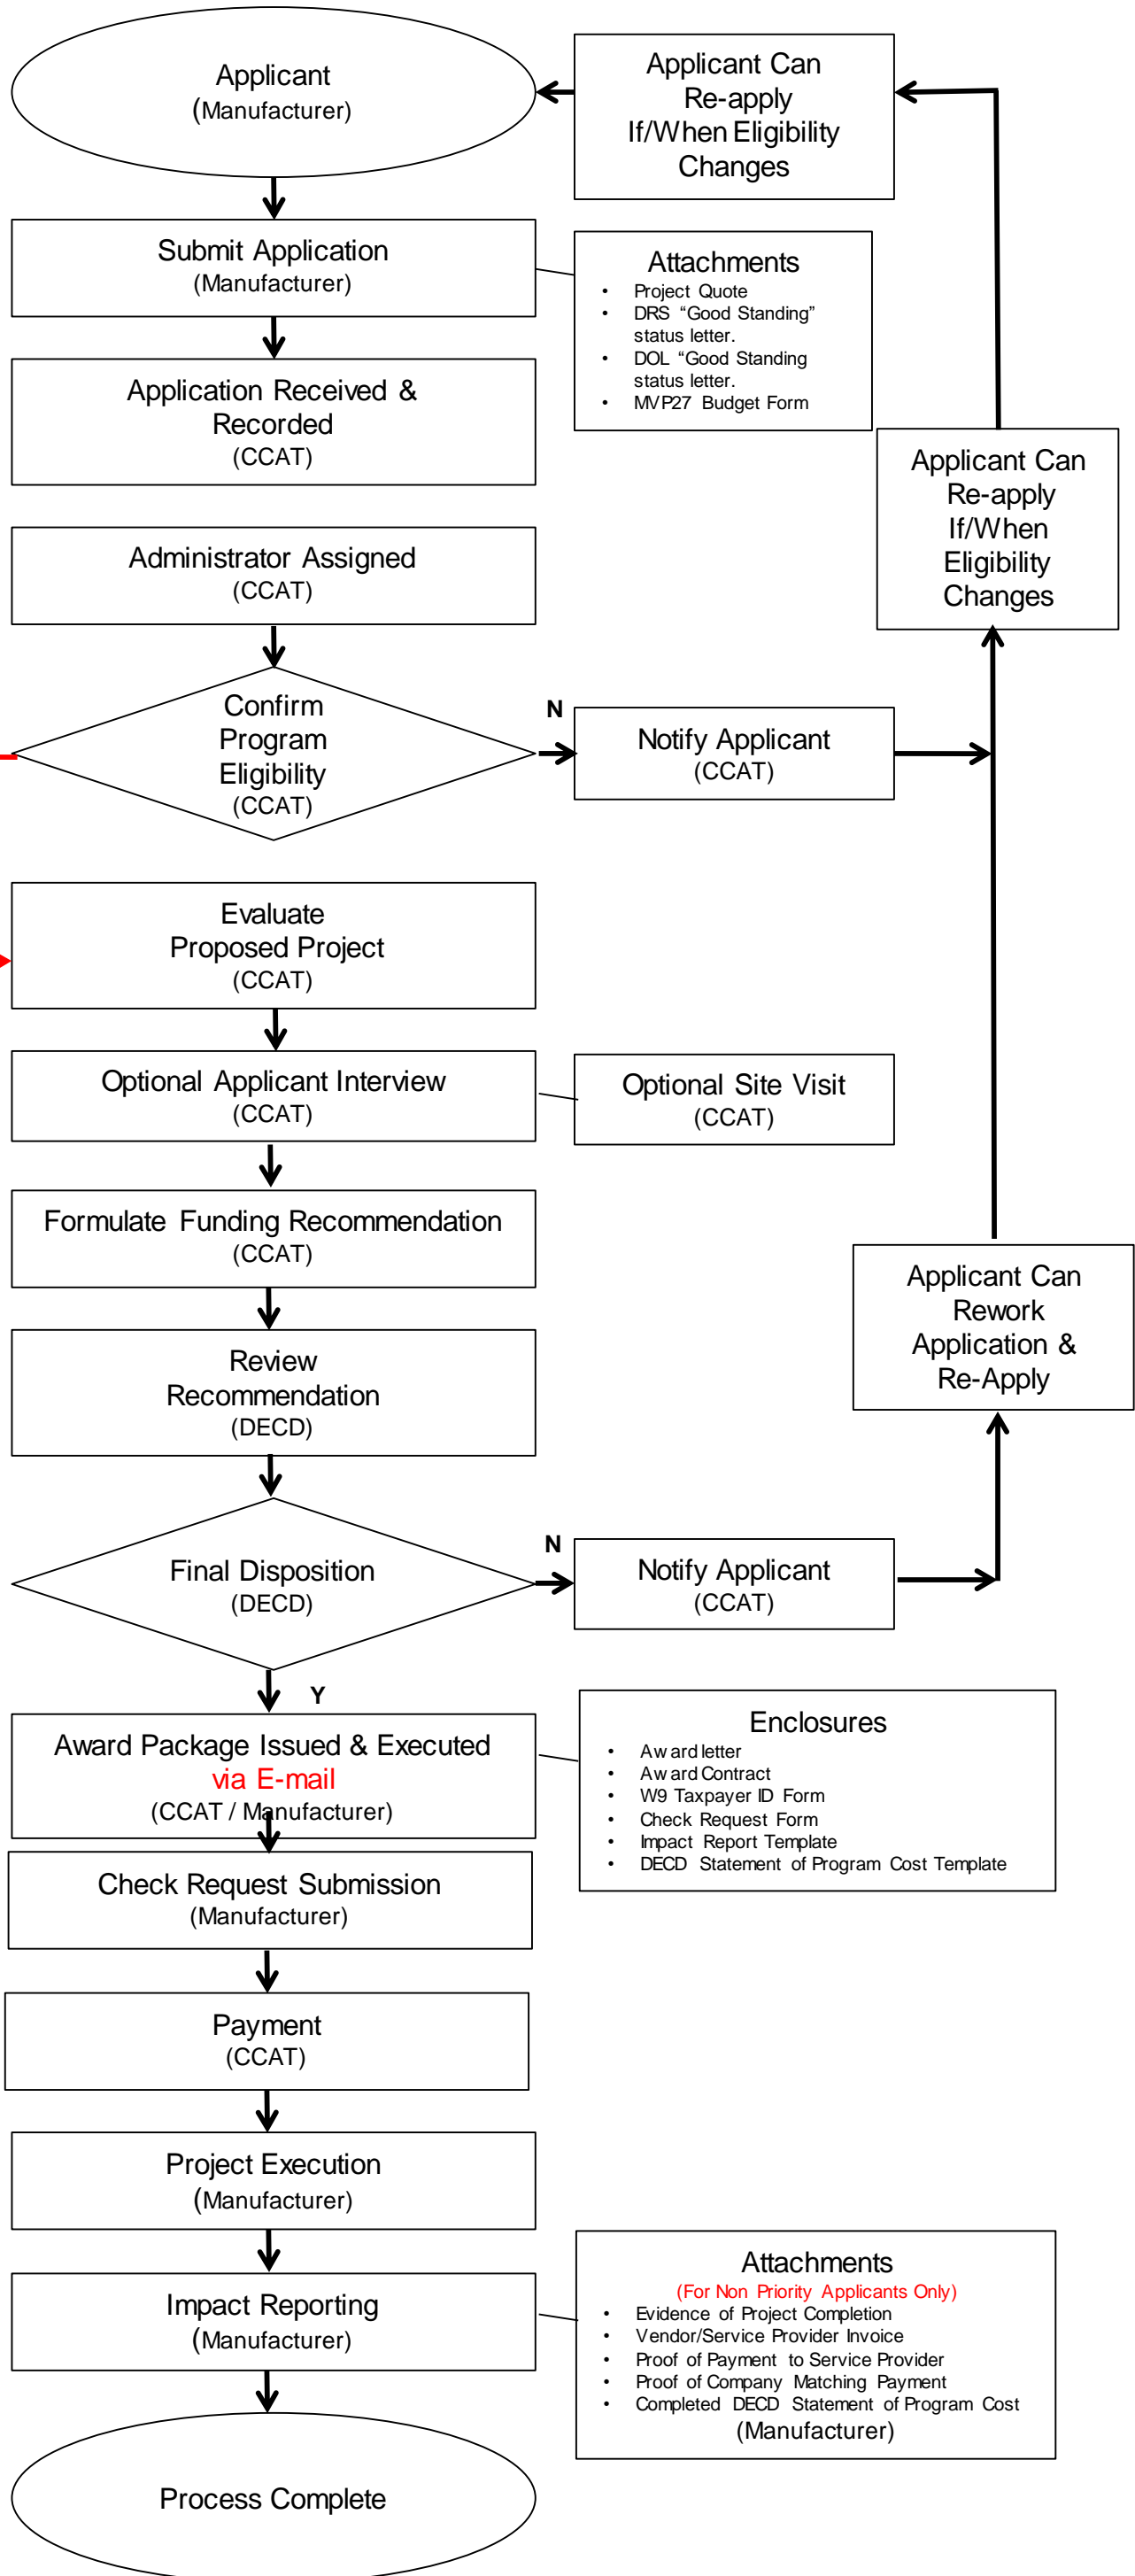 Applicant
(Manufacturer)
Applicant Can
Re-apply
If/When Eligibility
Changes
Submit Application
(Manufacturer)
Attachments
• Project Quote
• DRS “Good Standing”
status letter.
• DOL “Good Standing
status letter.
• MVP27 Budget Form
Application Received &
Recorded
(CCAT)
Applicant Can
Re-apply
If/When
Eligibility
Changes
Administrator Assigned
(CCAT)
Confirm
Program
Eligibility
(CCAT)
N
Notify Applicant
(CCAT)
Evaluate
Proposed Project
(CCAT)
Optional Applicant Interview
(CCAT)
Optional Site Visit
(CCAT)
Formulate Funding Recommendation
(CCAT)
Applicant Can
Rework
Application &
Re-Apply
Review
Recommendation
(DECD)
Final Disposition
(DECD)
N
Notify Applicant
(CCAT)
Y
Award Package Issued & Executed
via E-mail
(CCAT / Manufacturer)
Enclosures
• Award letter
• Award Contract
• W9 Taxpayer ID Form
• Check Request Form
• Impact Report Template
• DECD Statement of Program Cost Template
Check Request Submission
(Manufacturer)
Payment
(CCAT)
Project Execution
(Manufacturer)
Impact Reporting
(Manufacturer)
Attachments
(For Non Priority Applicants Only)
• Evidence of Project Completion
• Vendor/Service Provider Invoice
• Proof of Payment to Service Provider
• Proof of Company Matching Payment
• Completed DECD Statement of Program Cost
(Manufacturer)
Process Complete